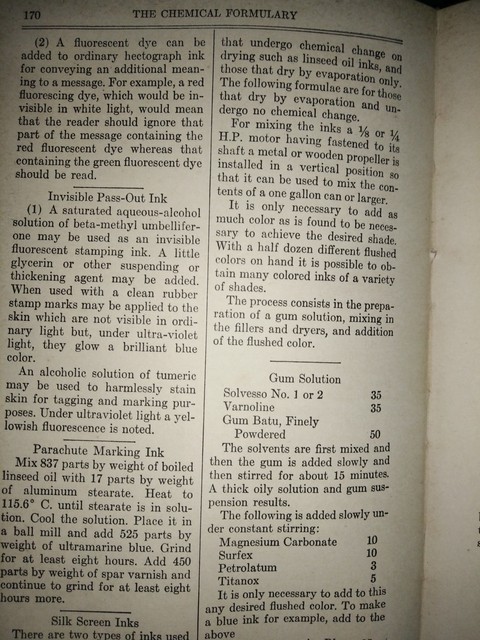 170 THE CHEMICAL FORMULARY
(2) A fluorescent dye can be
added to ordinary hectograph ink
for conveying an additional mean-
ing to a message. For example, a red
fluorescing dye, which would be in-
visible in white light, would mean
that the reader should ignore that
part of the message containing the
red fluorescent dye whereas that
containing the green fluorescent dye
should be read.
Invisible Pass-Out Ink
(1) A saturated aqueous-alcohol
solution of beta-methyl umbellifer-
one may be used as an invisible
fluorescent stamping ink. A little
glycerin or other suspending or
thickening agent may be added.
When used with a clean rubber
stamp marks may be applied to the
skin which are not visible in ordi-
nary light but, under ultra-violet
light, they glow a brilliant blue
color.
An alcoholic solution of tumeric
may be used to harmlessly stain
skin for tagging and marking pur-
poses. Under ultraviolet light a yel-
lowish fluorescence is noted.
Parachute Marking Ink
Mix 837 parts by weight of boiled
linseed oil with 17 parts by weight
of aluminum stearate. Heat to
115.6° C. until stearate is in solu-
tion. Cool the solution. Place it in
a ball mill and add 525 parts by
weight of ultramarine blue. Grind
for at least eight hours. Add 450
parts by weight of spar varnish and
continue to grind for at least eight
hours more.
Silk Screen Inks
There are two types of inks used
that undergo chemical change on
drying such as linseed oil inks, and
those that dry by evaporation only.
The following formulae are for those
that dry by evaporation and un-
dergo no chemical change.
For mixing the inks a ⅛ or ¼
H.P. motor having fastened to its
shaft a metal or wooden propeller is
installed in a vertical position so
that it can be used to mix the con-
tents of a one gallon can or larger.
It is only necessary to add as
much color as is found to be neces-
sary to achieve the desired shade.
With a half dozen different flushed
colors on hand it is possible to ob-
tain many colored inks of a variety
of shades.
The process consists in the prepa-
ration of a gum solution, mixing in
the fillers and dryers, and addition
of the flushed color.
Gum Solution
Solvesso No. 1 or 2 35
Varnoline 35
Gum Batu, Finely
Powdered 50
The solvents are first mixed and
then the gum is added slowly and
then stirred for about 15 minutes.
A thick oily solution and gum sus-
pension results.
The following is added slowly un-
der constant stirring:
Magnesium Carbonate 10
Surfex 10
Petrolatum 3
Titanox 5
It is only necessary to add to this
any desired flushed color. To make
a blue ink for example, add to the
above